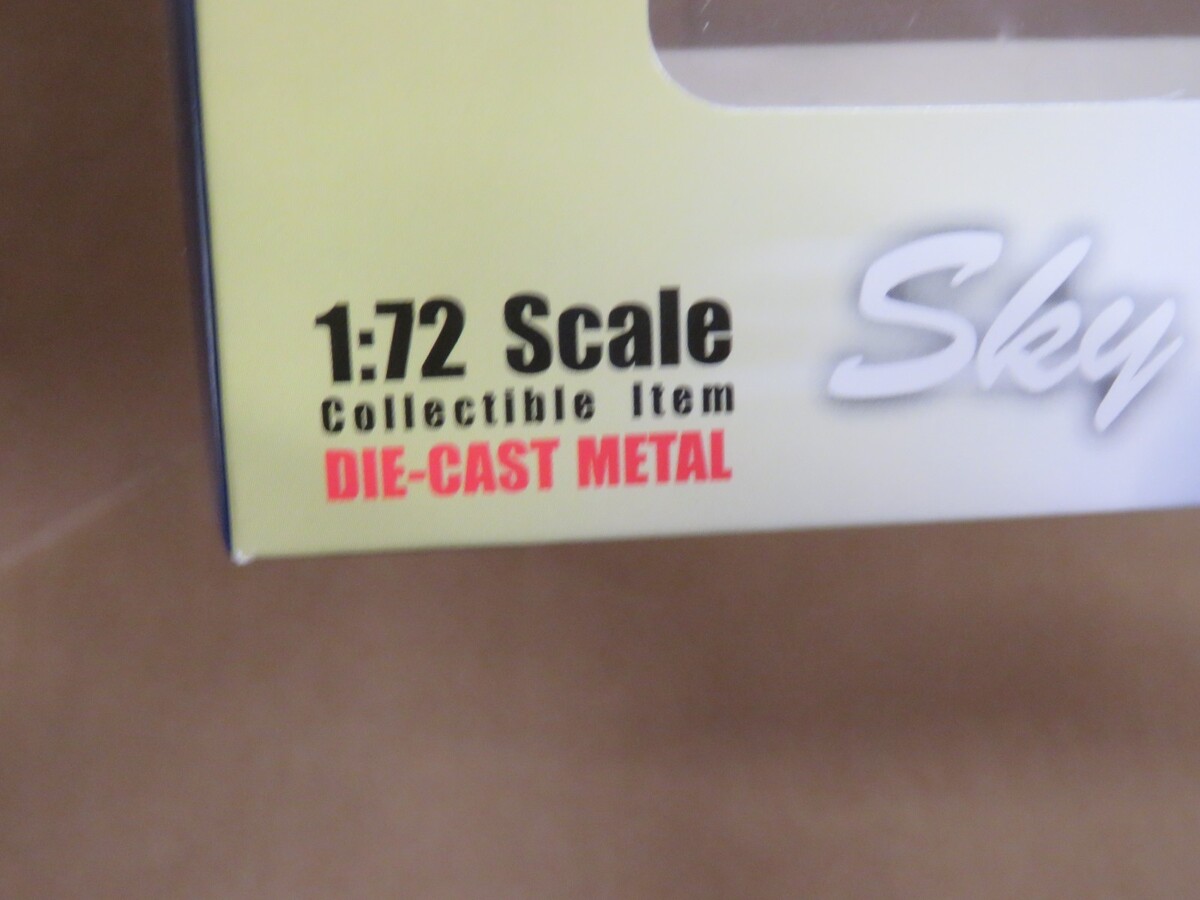 1:72 Scale
Collectible Item
DIE-CAST METAL
Sky